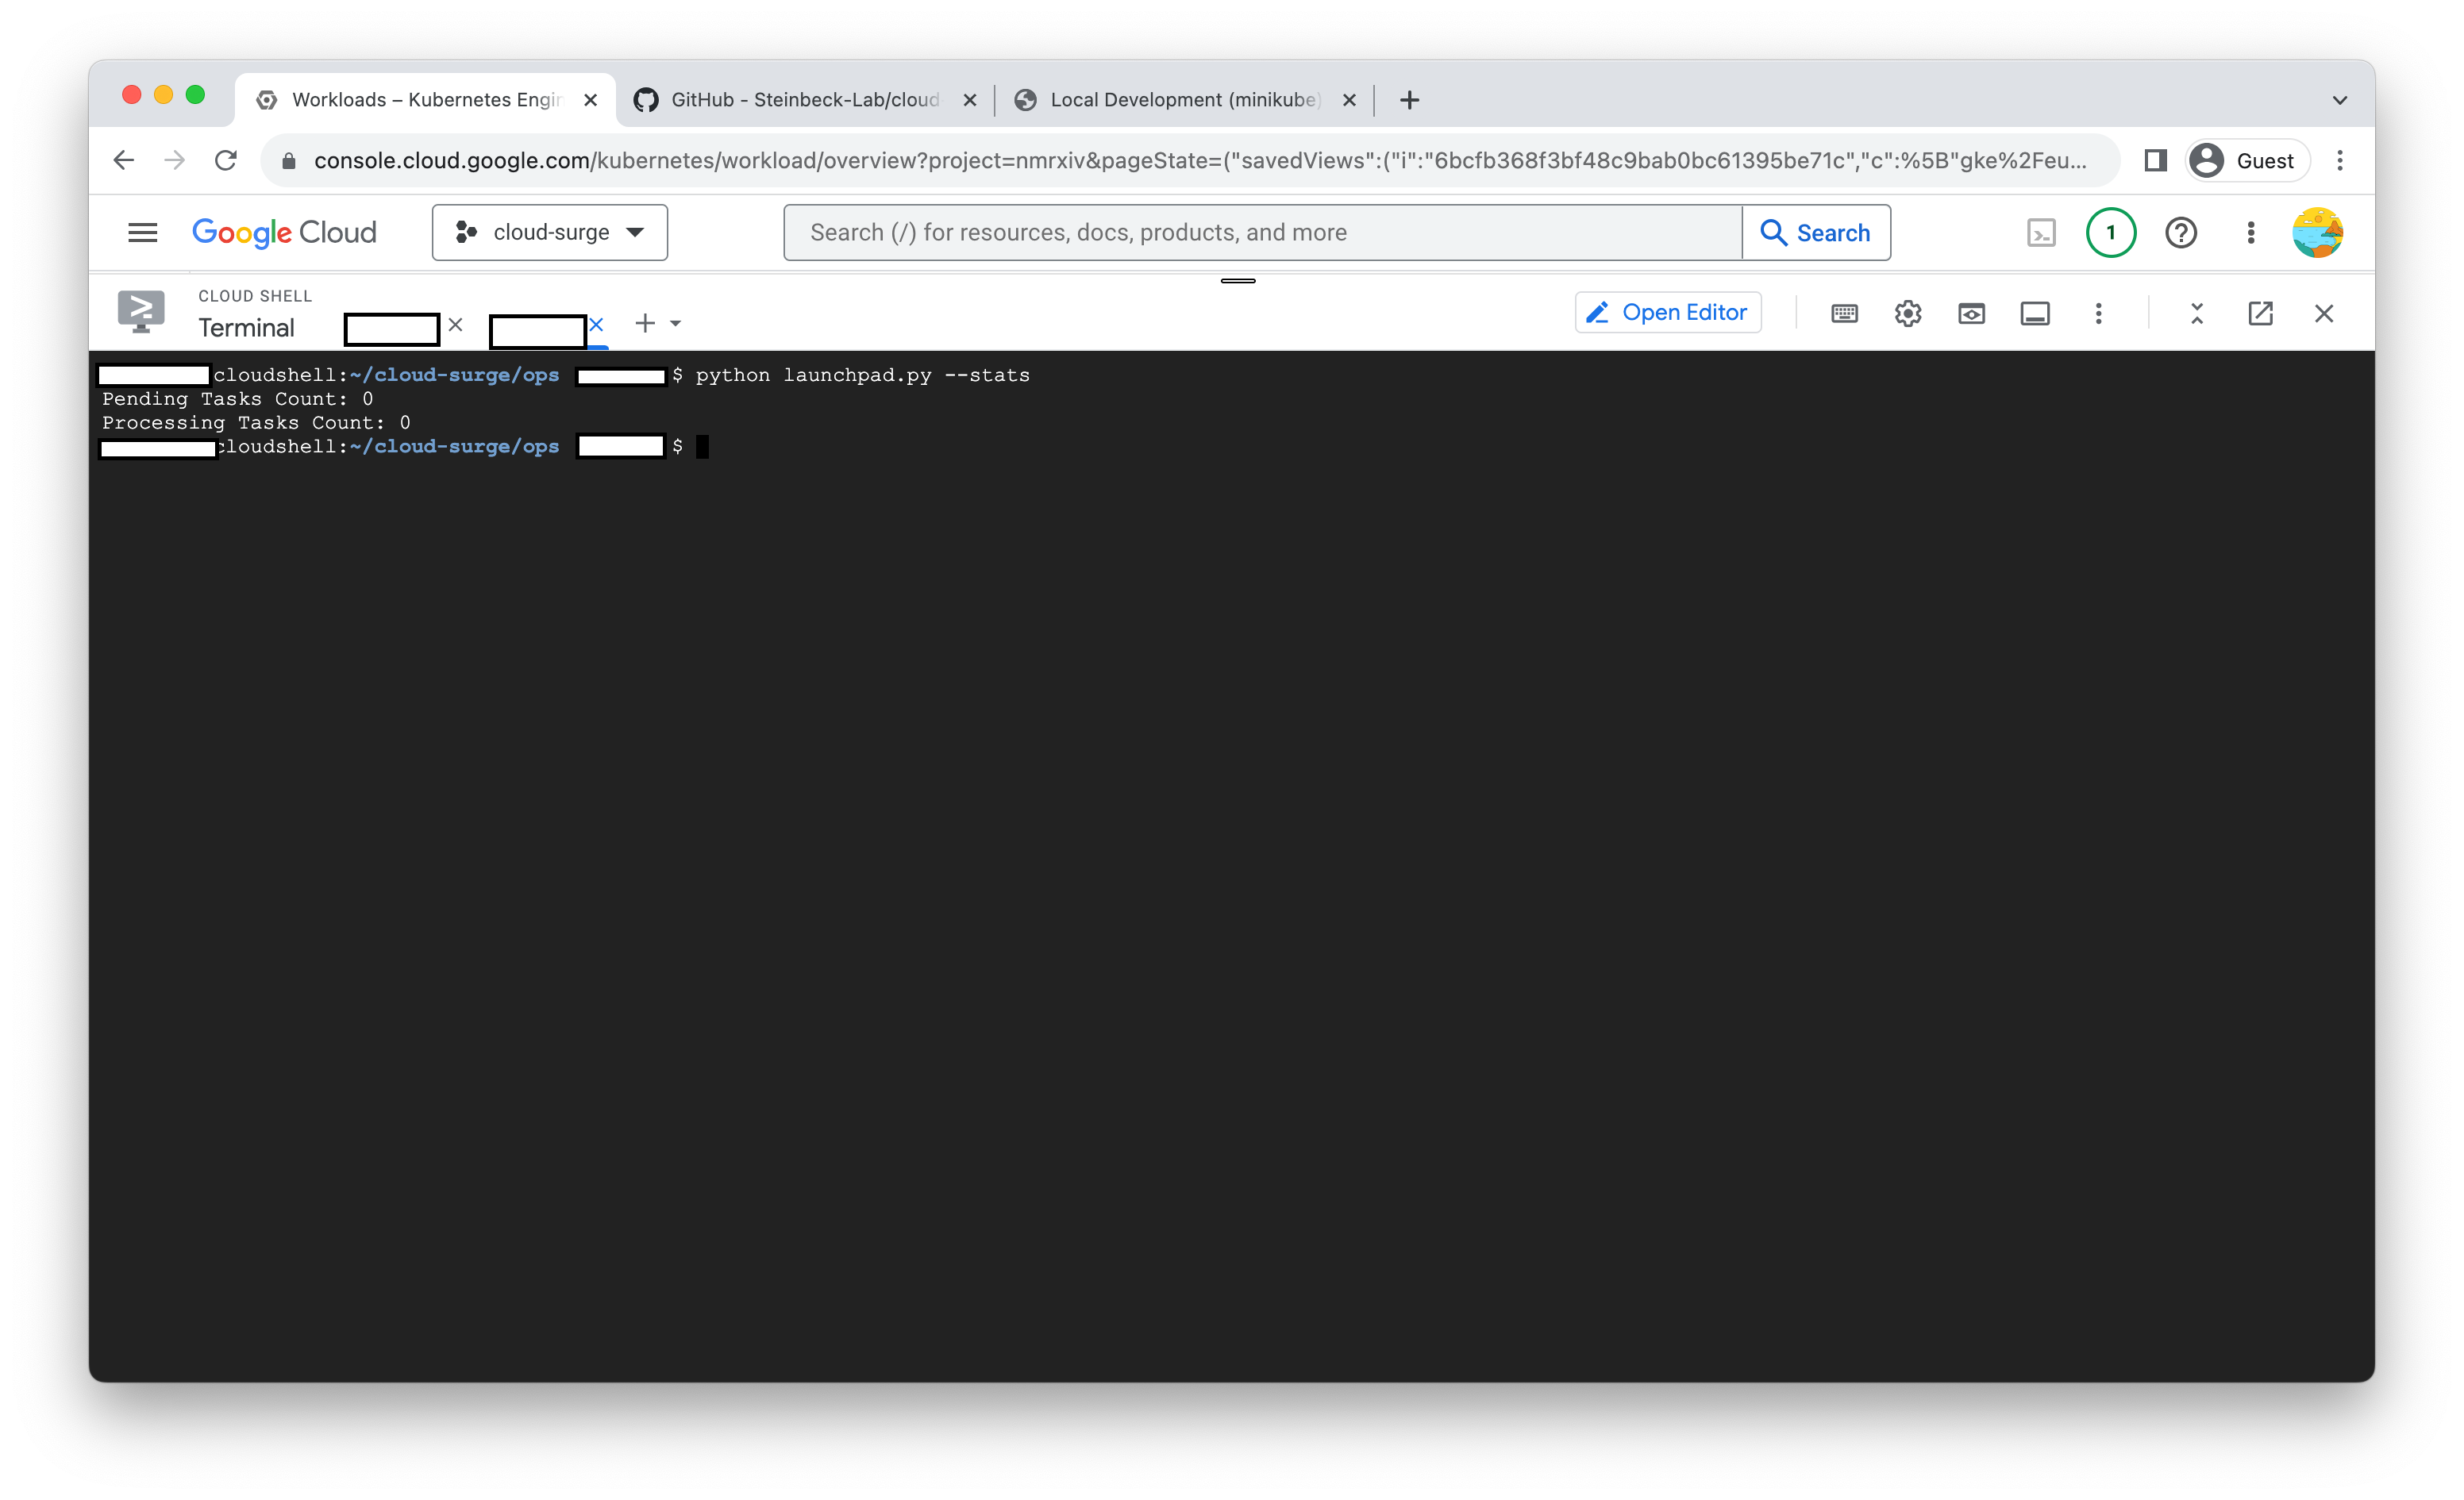 Workloads – Kubernetes Engin
GitHub - Steinbeck-Lab/cloud
Local Development (minikube)
console.cloud.google.com/kubernetes/workload/overview?project=nmrxiv&pageState=("savedViews":("i":"6bcfb368f3bf48c9bab0bc61395be71c","c":%5B"gke%2Feu...
Guest
Google Cloud
cloud-surge
Search (/) for resources, docs, products, and more
Search
1
CLOUD SHELL
Terminal
Open Editor
cloudshell:~/cloud-surge/ops $ python launchpad.py --stats
Pending Tasks Count: 0
Processing Tasks Count: 0
cloudshell:~/cloud-surge/ops $